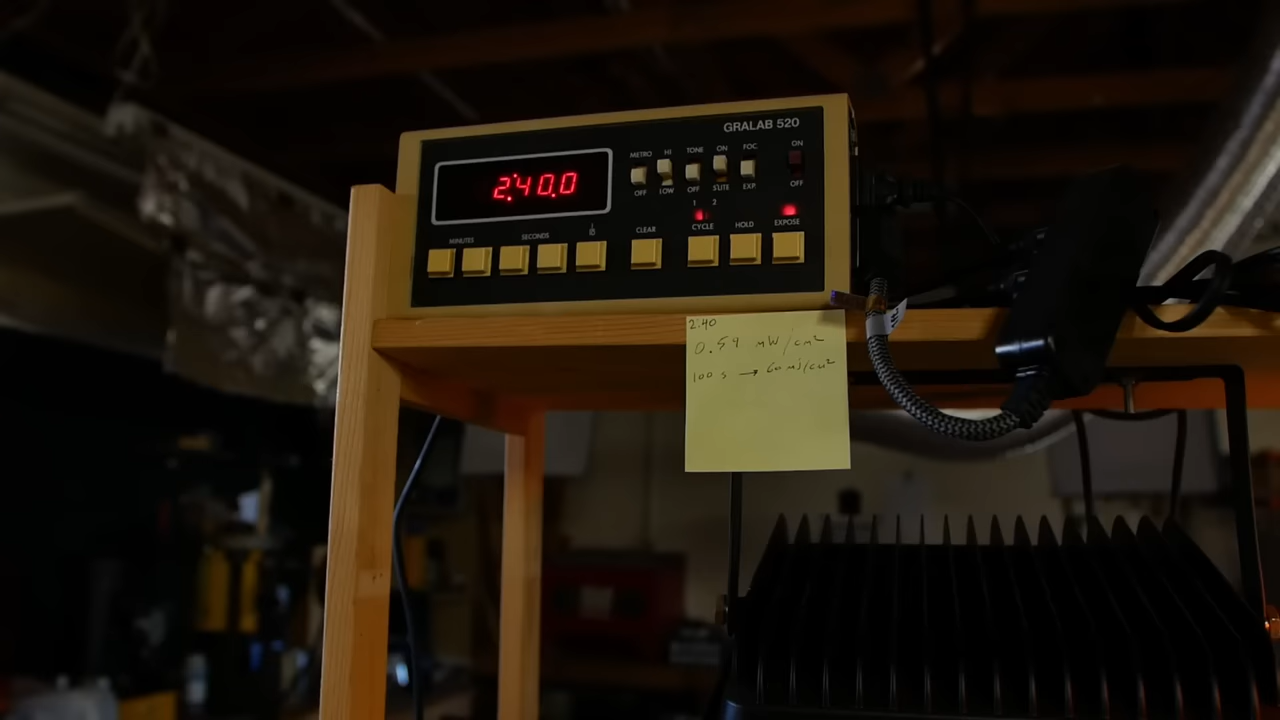 GRALAB 520
2:40.0
METRO HI TONE ON FOC ON
OFF LOW OFF S'LITE EXP. OFF
1 2
MINUTES SECONDS CLEAR CYCLE HOLD EXPOSE
2.40
0.59 mW/cm²
100 s → 60 mJ/cm²